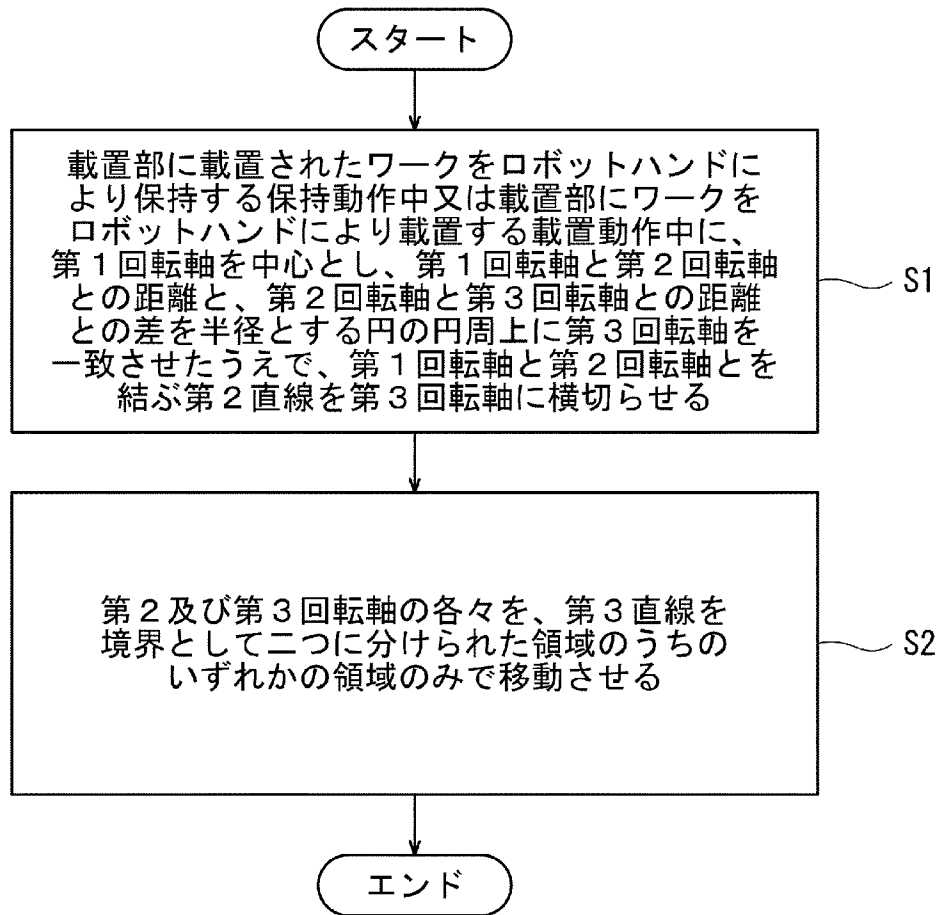 スタート
載置部に載置されたワークをロボットハンドに
より保持する保持動作中又は載置部にワークを
ロボットハンドにより載置する載置動作中に、
第1回転軸を中心とし、第1回転軸と第2回転軸
との距離と、第2回転軸と第3回転軸との距離
との差を半径とする円の円周上に第3回転軸を
一致させたうえで、第1回転軸と第2回転軸とを
結ぶ第2直線を第3回転軸に横切らせる
S1
第2及び第3回転軸の各々を、第3直線を
境界として二つに分けられた領域のうちの
いずれかの領域のみで移動させる
S2
エンド